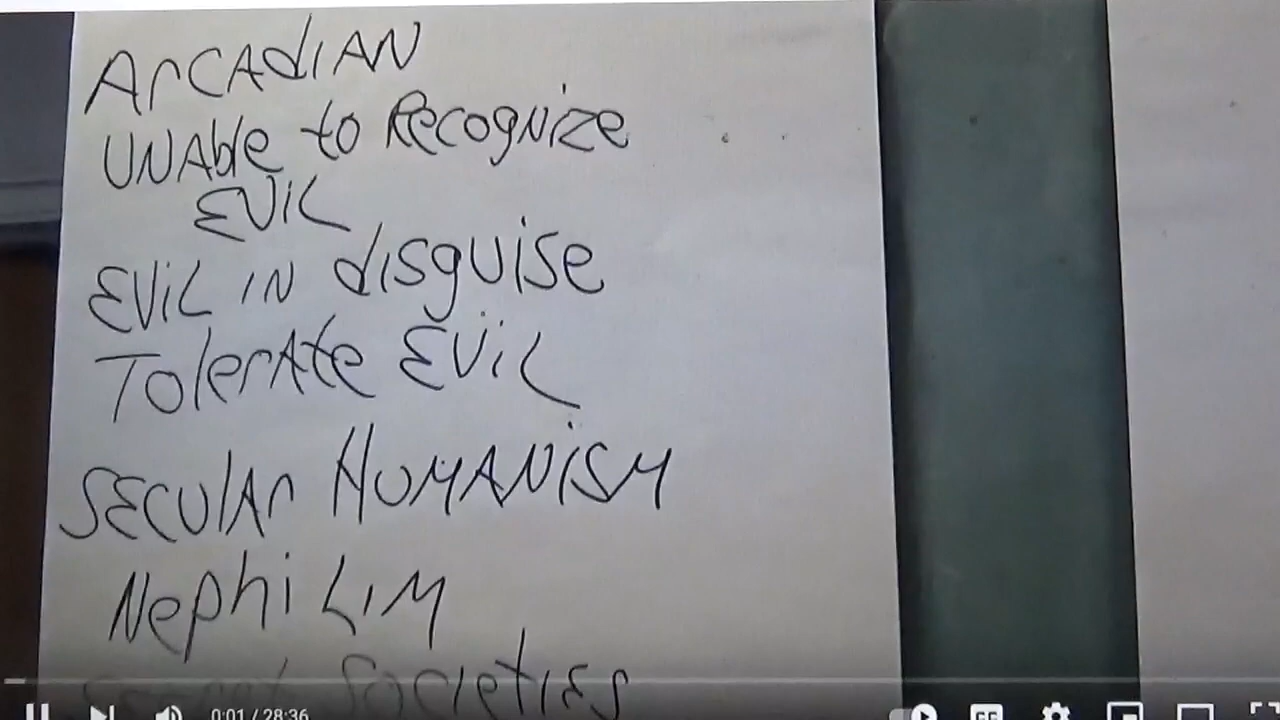 ArCAdIAN
UNAble to Recognize
EViL
EViL IN disguise
TolerAte EViL
SECULAr HUMANiSM
NephiLIM
Societies
0:01 / 28:36